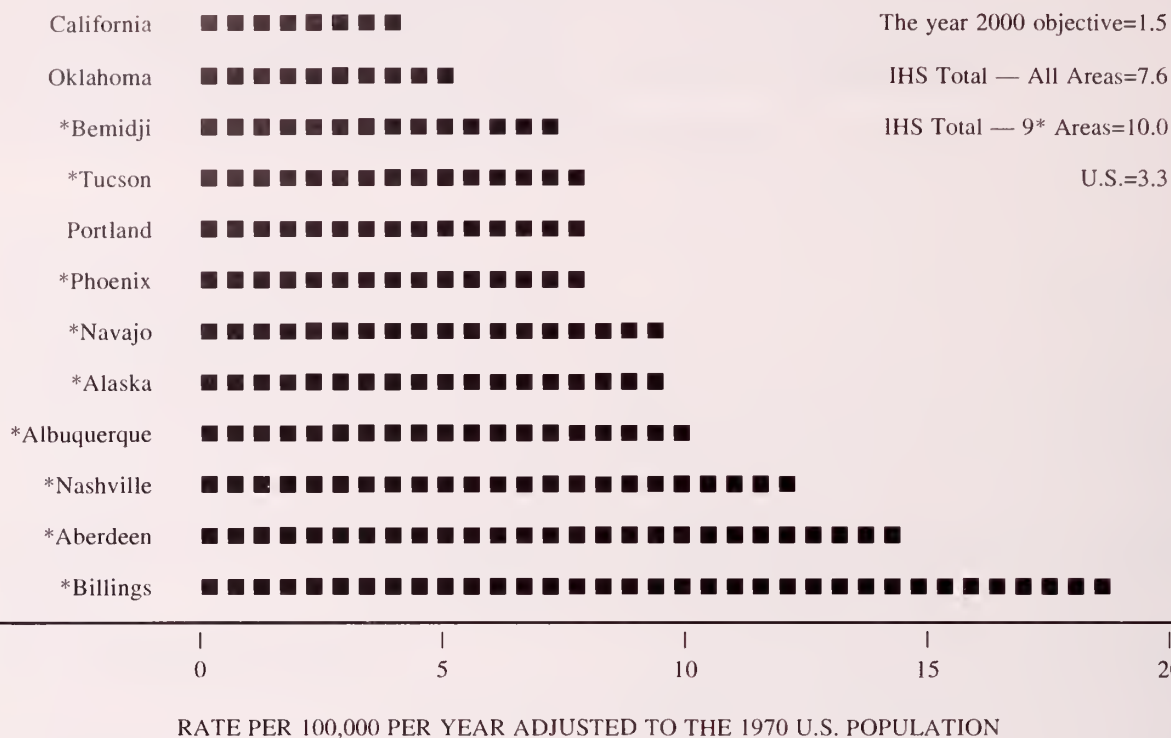 California The year 2000 objective=1.5
Oklahoma IHS Total — All Areas=7.6
*Bemidji IHS Total — 9* Areas=10.0
*Tucson U.S.=3.3
Portland
*Phoenix
*Navajo
*Alaska
*Albuquerque
*Nashville
*Aberdeen
*Billings
0 5 10 15
RATE PER 100,000 PER YEAR ADJUSTED TO THE 1970 U.S. POPULATION